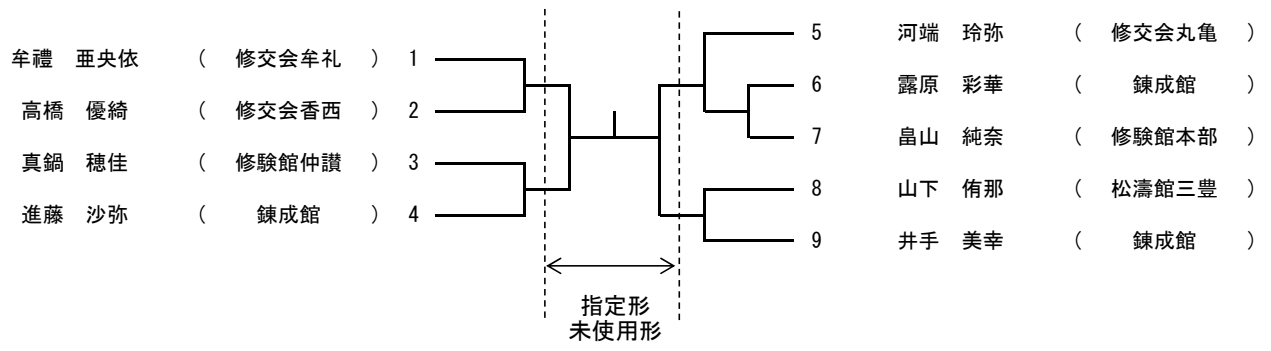 牟禮　亜央依　（　修交会牟礼　）　1
高橋　優綺　（　修交会香西　）　2
真鍋　穂佳　（　修験館仲讃　）　3
進藤　沙弥　（　錬成館　）　4
5　河端　玲弥　（　修交会丸亀　）
6　露原　彩華　（　錬成館　）
7　畠山　純奈　（　修験館本部　）
8　山下　侑那　（　松濤館三豊　）
9　井手　美幸　（　錬成館　）
指定形
未使用形